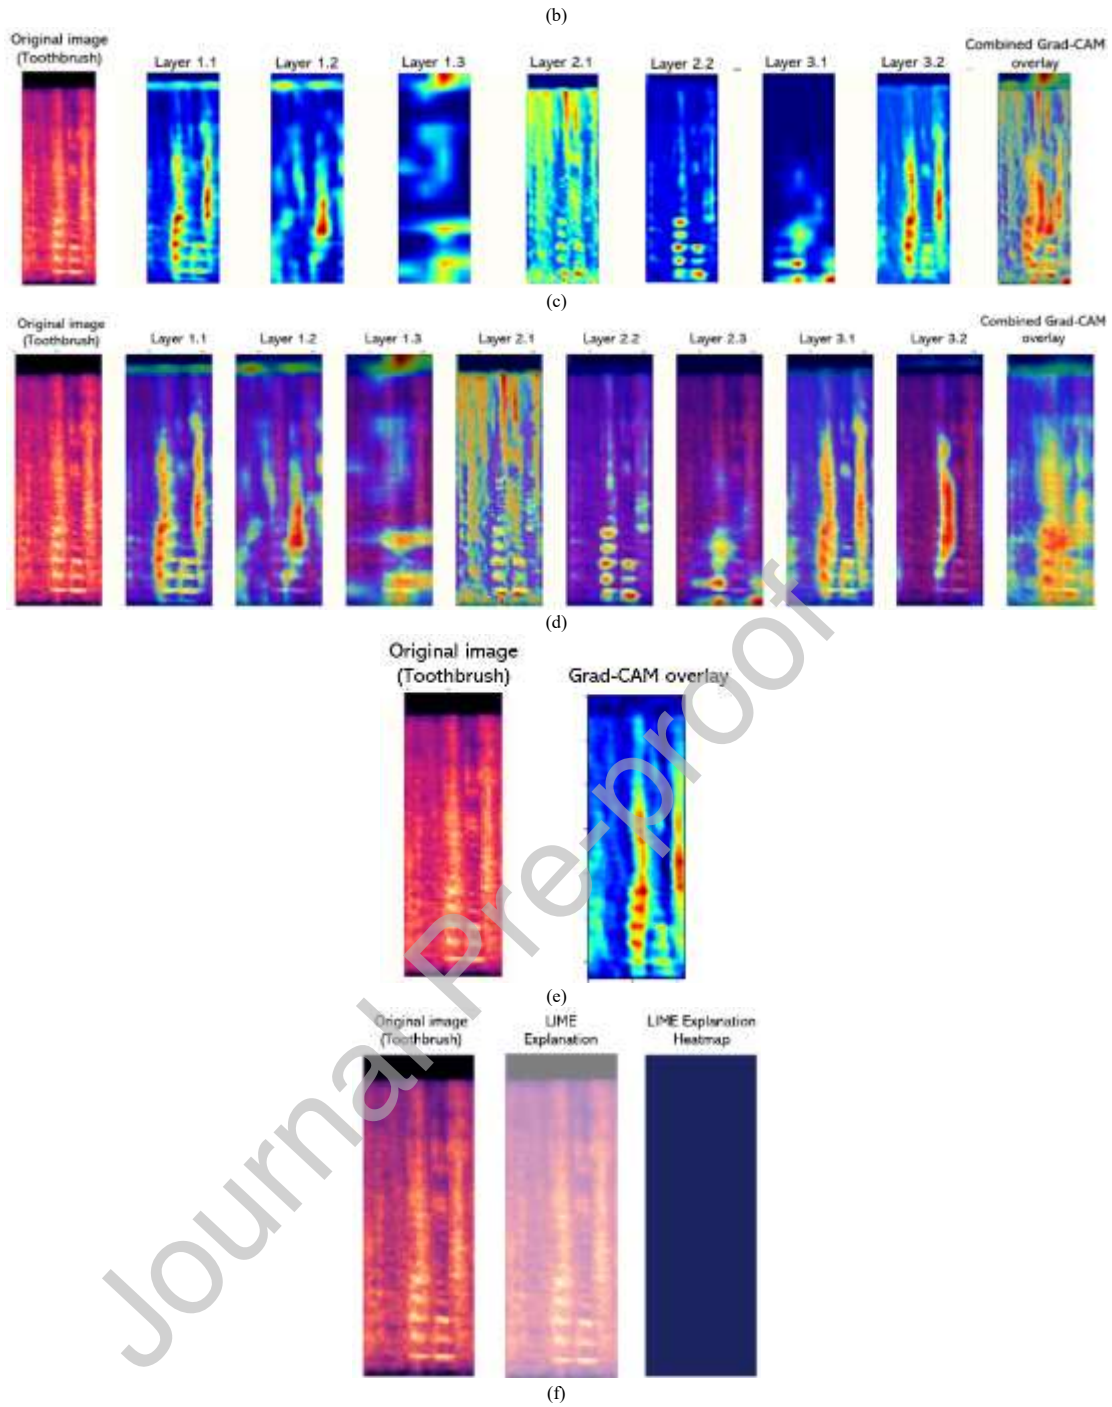 (b)
Original image
(Toothbrush)
Layer 1.1
Layer 1.2
Layer 1.3
Layer 2.1
Layer 2.2
Layer 3.1
Layer 3.2
Combined Grad-CAM
overlay
(c)
Original image
(Toothbrush)
Layer 1.1
Layer 1.2
Layer 1.3
Layer 2.1
Layer 2.2
Layer 2.3
Layer 3.1
Layer 3.2
Combined Grad-CAM
overlay
(d)
Original image
(Toothbrush)
Grad-CAM overlay
(e)
Original image
(Toothbrush)
LIME
Explanation
LIME Explanation
Heatmap
(f)
Journal Pre-proof